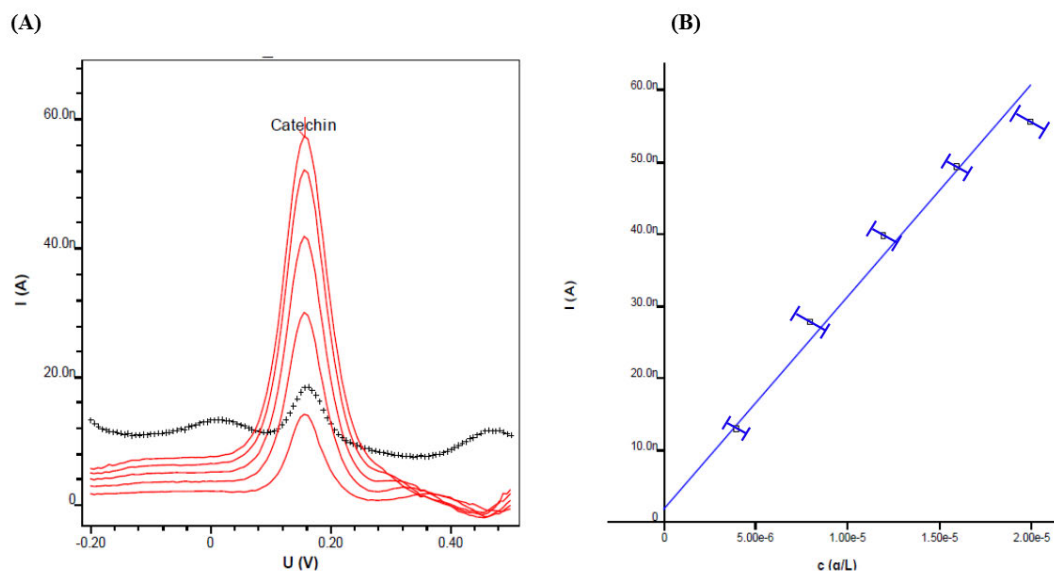 (A)
(B)
Catechin
60.0n
40.0n
20.0n
0
I (A)
-0.20
0
0.20
0.40
U (V)
60.0n
50.0n
40.0n
30.0n
20.0n
10.0n
0
I (A)
0
5.00e-6
1.00e-5
1.50e-5
2.00e-5
c (g/L)